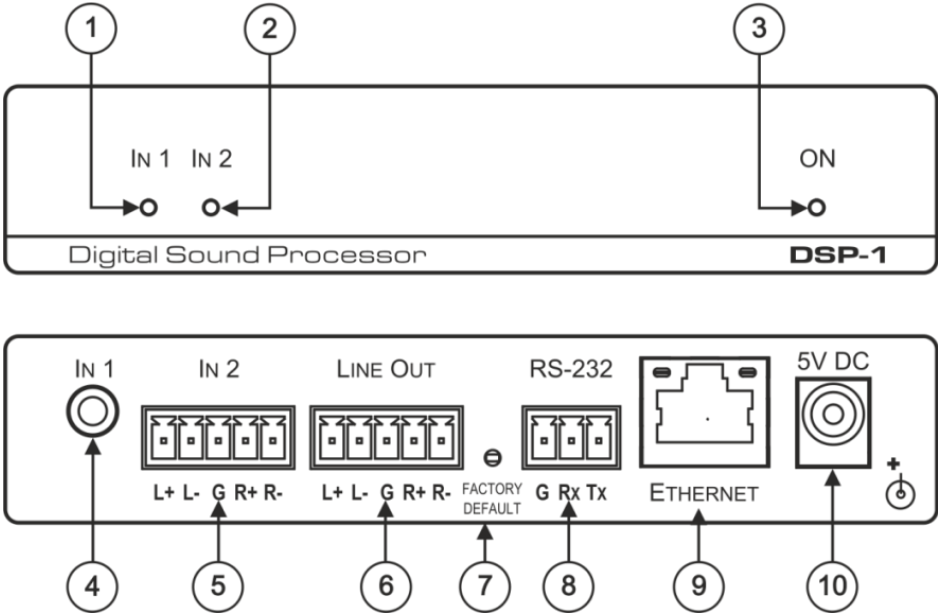 1 2 3
IN 1 IN 2 ON
Digital Sound Processor DSP-1
IN 1 IN 2 LINE OUT RS-232 5V DC
L+ L- G R+ R- L+ L- G R+ R- FACTORY DEFAULT G Rx Tx ETHERNET +
4 5 6 7 8 9 10